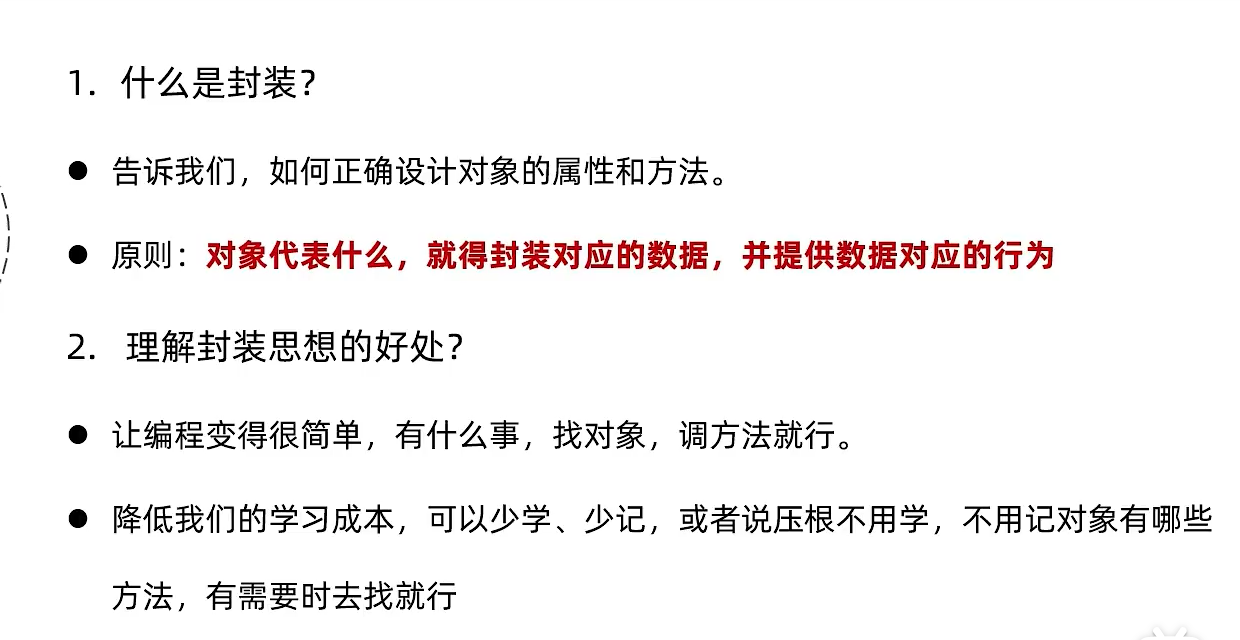 1. 什么是封装？
● 告诉我们，如何正确设计对象的属性和方法。
● 原则：对象代表什么，就得封装对应的数据，并提供数据对应的行为
2. 理解封装思想的好处？
● 让编程变得很简单，有什么事，找对象，调方法就行。
● 降低我们的学习成本，可以少学、少记，或者说压根不用学，不用记对象有哪些
方法，有需要时去找就行